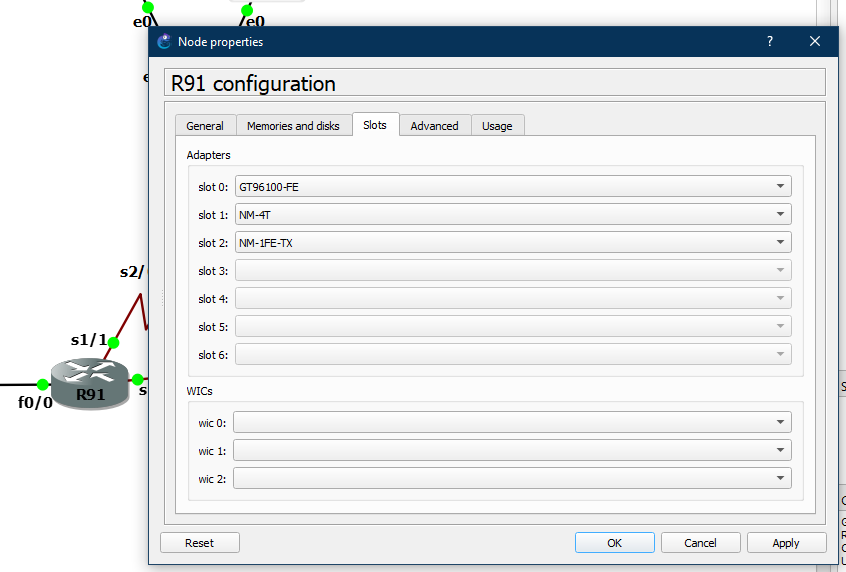 e0
e0
Node properties
?
R91 configuration
General
Memories and disks
Slots
Advanced
Usage
Adapters
slot 0: GT96100-FE
slot 1: NM-4T
slot 2: NM-1FE-TX
slot 3:
slot 4:
slot 5:
slot 6:
WICs
wic 0:
wic 1:
wic 2:
Reset
OK
Cancel
Apply
s2/
s1/1
R91
f0/0
s